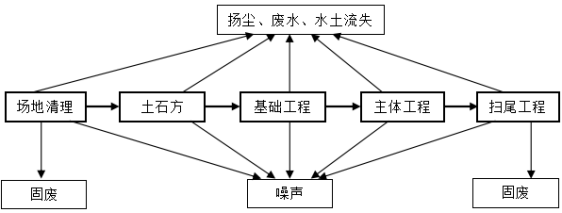 扬尘、废水、水土流失
场地清理
土石方
基础工程
主体工程
扫尾工程
固废
噪声
固废